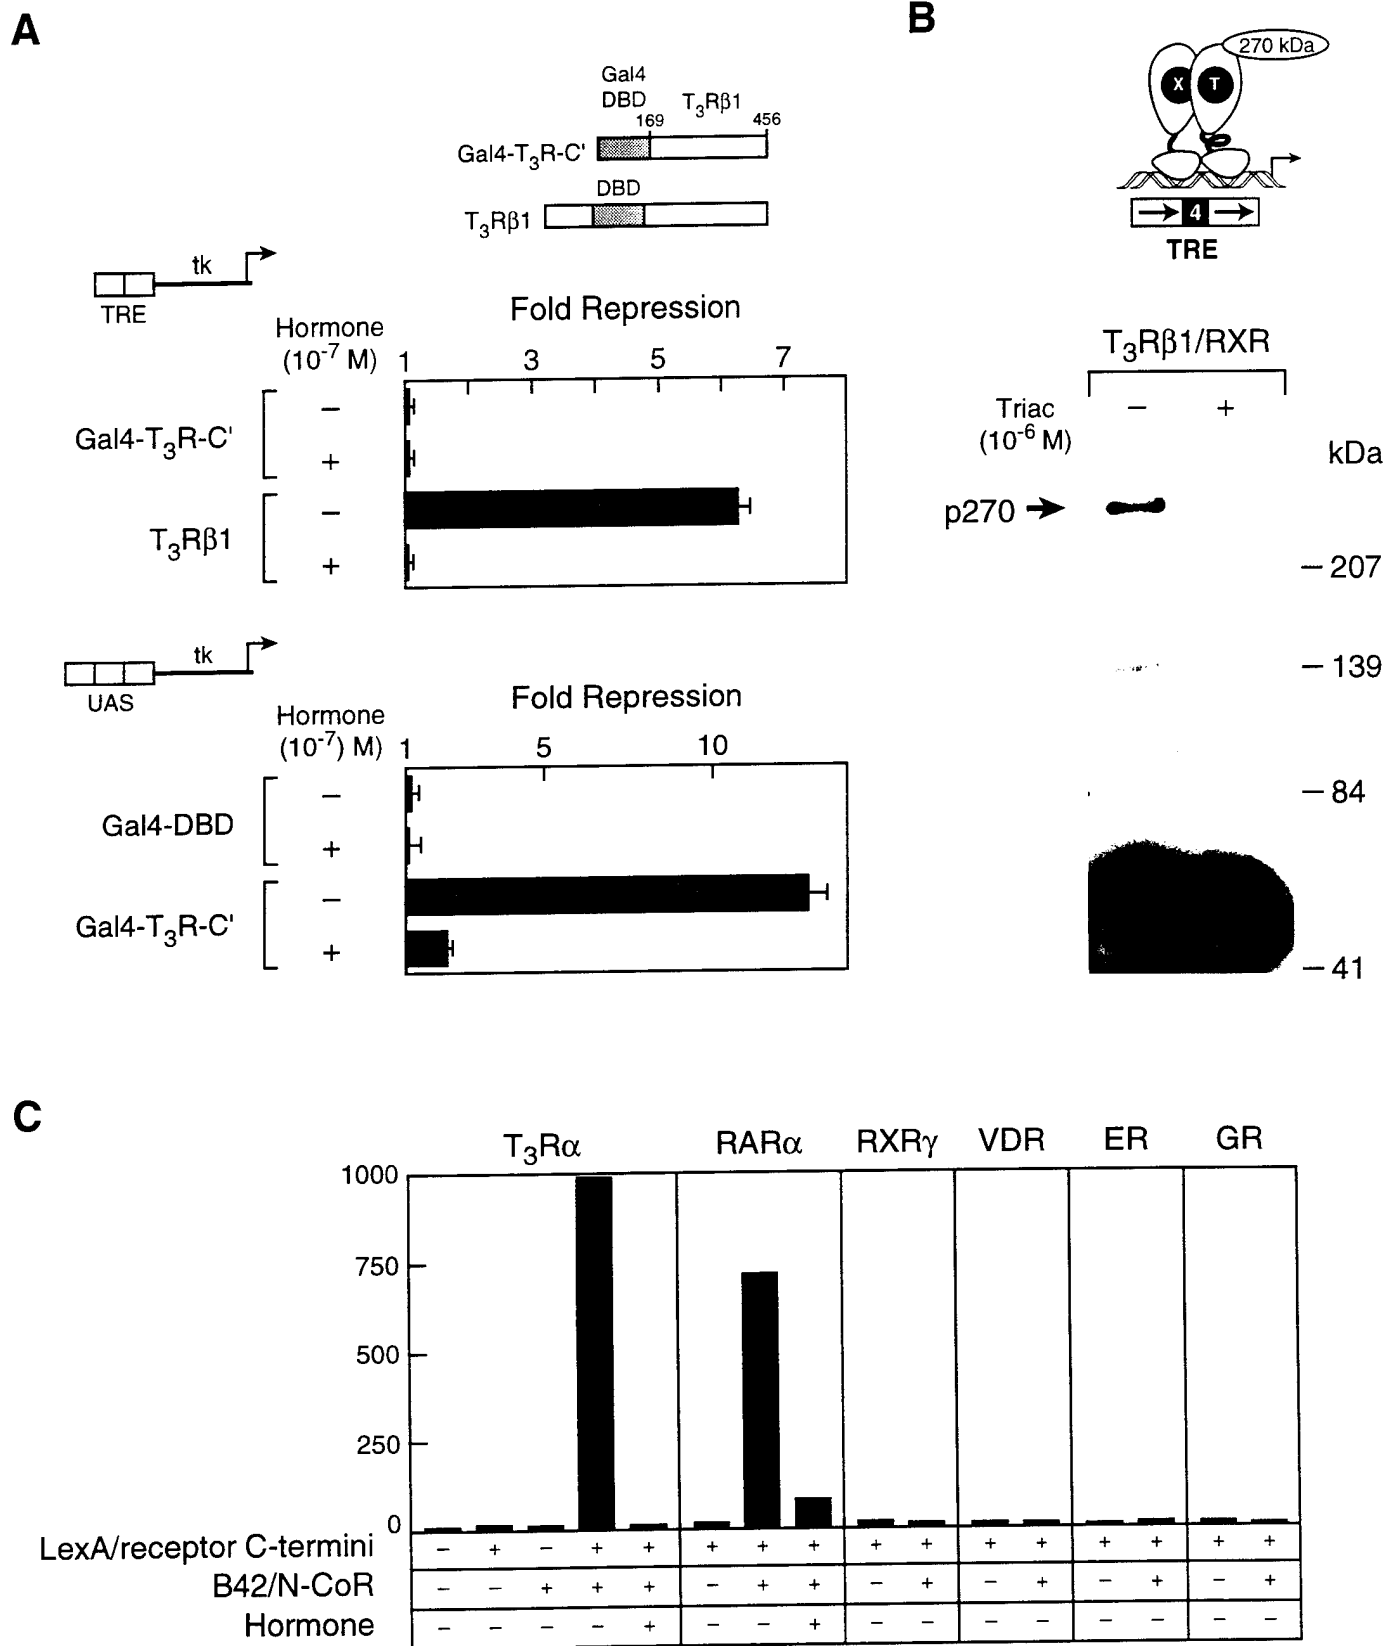 A
Gal4
DBD
T3Rβ1
169
456
Gal4-T3R-C'
DBD
T3Rβ1
tk
TRE
Fold Repression
Hormone
(10-7 M)
1 3 5 7
Gal4-T3R-C'
−
+
T3Rβ1
−
+
tk
UAS
Fold Repression
Hormone
(10-7) M)
1 5 10
Gal4-DBD
−
+
Gal4-T3R-C'
−
+
B
270 kDa
X T
4
TRE
T3Rβ1/RXR
Triac
(10-6 M)
− +
kDa
p270
207
139
84
41
C
T3Rα RARα RXRγ VDR ER GR
1000
750
500
250
0
LexA/receptor C-termini − + − + + + + + + + + + + + + +
B42/N-CoR − − + + + − + + − + − + − + − +
Hormone − − − − + − − + − − − − − − − −